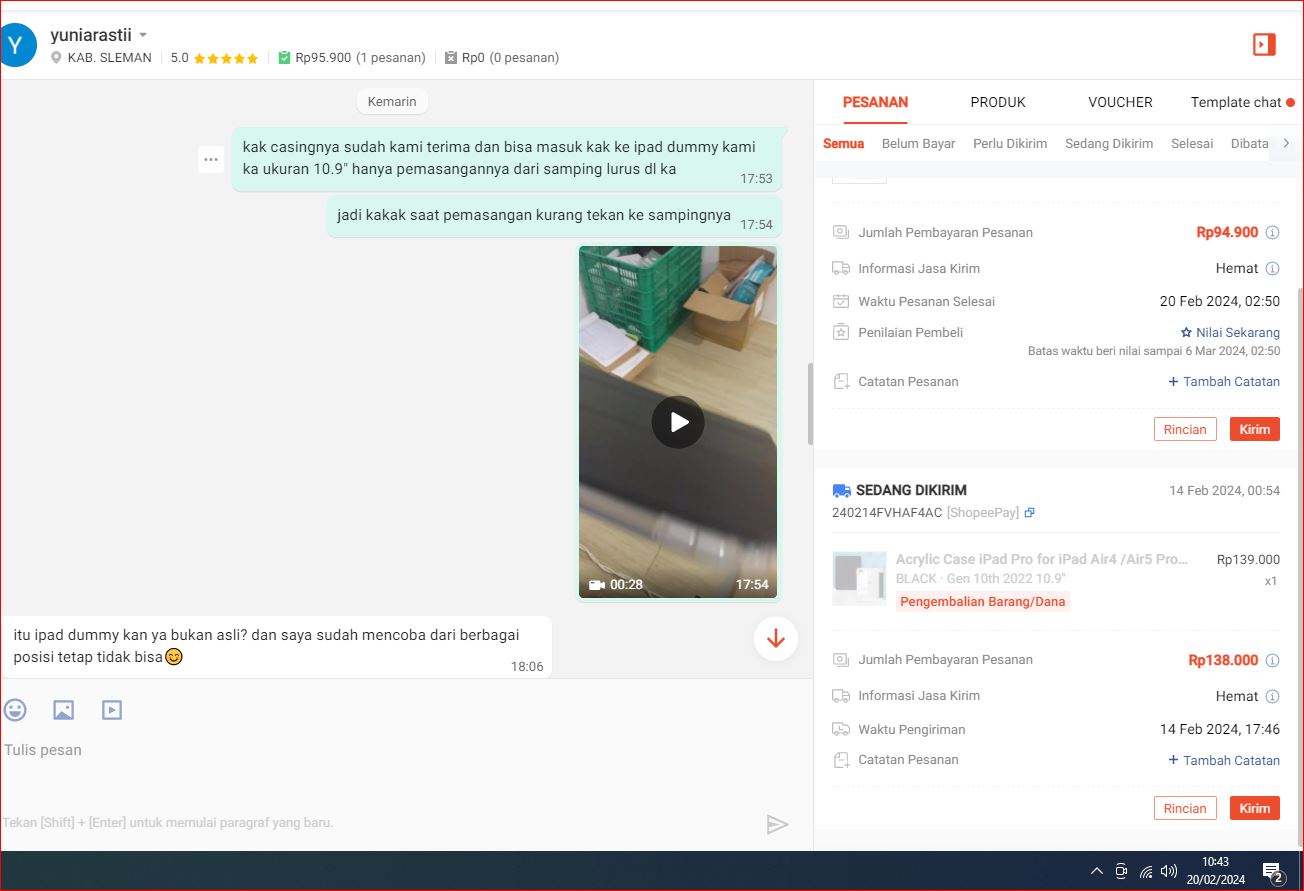 Y
yuniarastii
KAB. SLEMAN
5.0
Rp95.900 (1 pesanan)
Rp0 (0 pesanan)
Kemarin
kak casingnya sudah kami terima dan bisa masuk kak ke ipad dummy kami
ka ukuran 10.9" hanya pemasangannya dari samping lurus dl ka
17:53
jadi kakak saat pemasangan kurang tekan ke sampingnya
17:54
00:28
17:54
itu ipad dummy kan ya bukan asli? dan saya sudah mencoba dari berbagai
posisi tetap tidak bisa😊
18:06
Tulis pesan
Tekan [Shift] + [Enter] untuk memulai paragraf yang baru.
PESANAN
PRODUK
VOUCHER
Template chat
Semua
Belum Bayar
Perlu Dikirim
Sedang Dikirim
Selesai
Dibata
Jumlah Pembayaran Pesanan
Rp94.900
Informasi Jasa Kirim
Hemat
Waktu Pesanan Selesai
20 Feb 2024, 02:50
Penilaian Pembeli
Nilai Sekarang
Batas waktu beri nilai sampai 6 Mar 2024, 02:50
Catatan Pesanan
+ Tambah Catatan
Rincian
Kirim
SEDANG DIKIRIM
14 Feb 2024, 00:54
240214FVHAF4AC [ShopeePay]
Acrylic Case iPad Pro for iPad Air4 /Air5 Pro...
Rp139.000
BLACK · Gen 10th 2022 10.9"
x1
Pengembalian Barang/Dana
Jumlah Pembayaran Pesanan
Rp138.000
Informasi Jasa Kirim
Hemat
Waktu Pengiriman
14 Feb 2024, 17:46
Catatan Pesanan
+ Tambah Catatan
Rincian
Kirim
10:43
20/02/2024
2